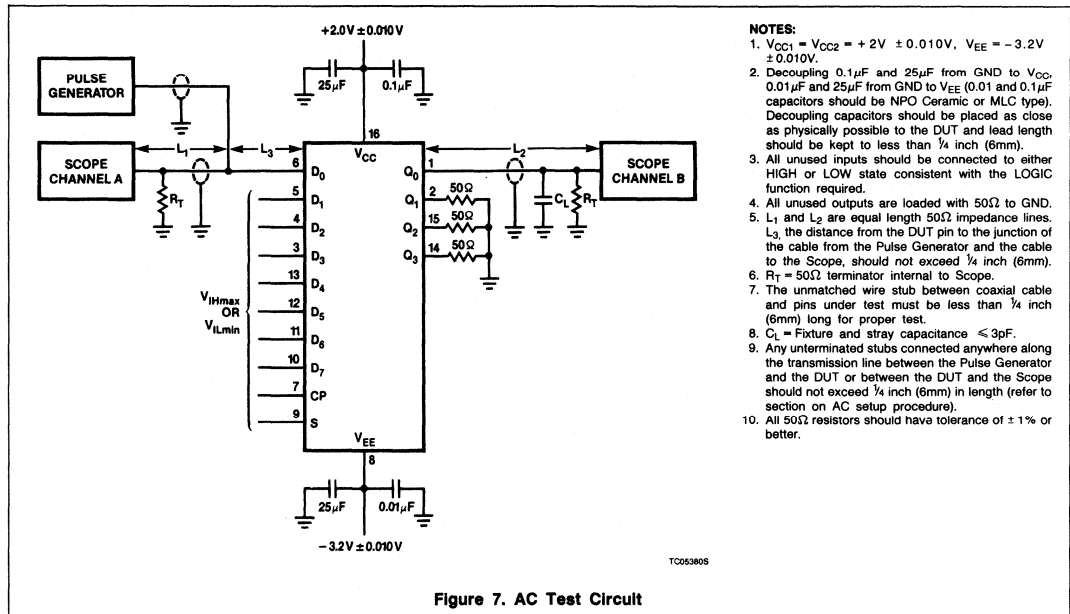 +2.0V ± 0.010V
25μF
0.1μF
PULSE
GENERATOR
L1
L3
SCOPE
CHANNEL A
RT
16
VCC
6
D0
5
D1
4
D2
3
D3
13
D4
12
D5
11
D6
10
D7
7
CP
9
S
VIHmax
OR
VILmin
Q0
1
Q1
2
50Ω
Q2
15
50Ω
Q3
14
50Ω
L2
CL
RT
SCOPE
CHANNEL B
VEE
8
25μF
0.01μF
−3.2V ± 0.010V
TC05380S
NOTES:
1. VCC1 = VCC2 = +2V ±0.010V, VEE = −3.2V
±0.010V.
2. Decoupling 0.1μF and 25μF from GND to VCC,
0.01μF and 25μF from GND to VEE (0.01 and 0.1μF
capacitors should be NPO Ceramic or MLC type).
Decoupling capacitors should be placed as close
as physically possible to the DUT and lead length
should be kept to less than 1/4 inch (6mm).
3. All unused inputs should be connected to either
HIGH or LOW state consistent with the LOGIC
function required.
4. All unused outputs are loaded with 50Ω to GND.
5. L1 and L2 are equal length 50Ω impedance lines.
L3, the distance from the DUT pin to the junction of
the cable from the Pulse Generator and the cable
to the Scope, should not exceed 1/4 inch (6mm).
6. RT = 50Ω terminator internal to Scope.
7. The unmatched wire stub between coaxial cable
and pins under test must be less than 1/4 inch
(6mm) long for proper test.
8. CL = Fixture and stray capacitance ≤ 3pF.
9. Any unterminated stubs connected anywhere along
the transmission line between the Pulse Generator
and the DUT or between the DUT and the Scope
should not exceed 1/4 inch (6mm) in length (refer to
section on AC setup procedure).
10. All 50Ω resistors should have tolerance of ±1% or
better.
Figure 7. AC Test Circuit